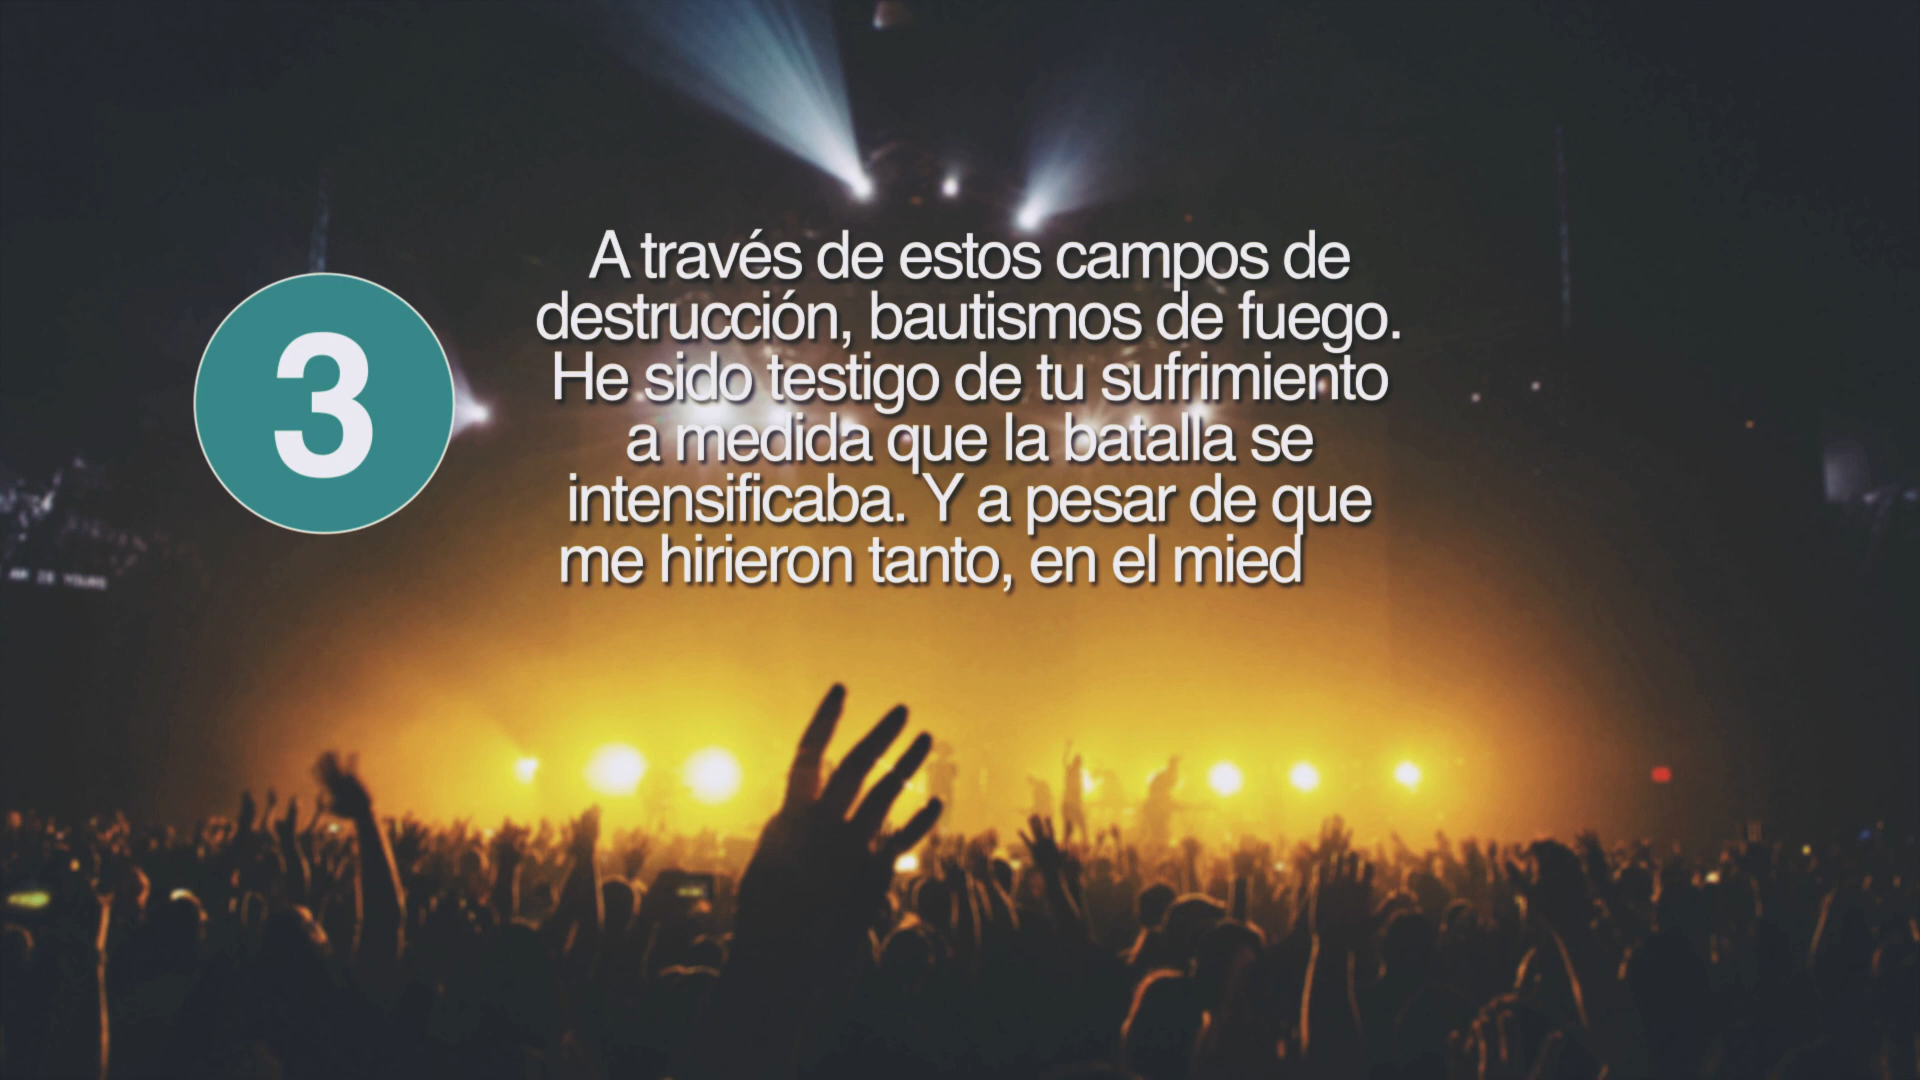 3
A través de estos campos de
destrucción, bautismos de fuego.
He sido testigo de tu sufrimiento
a medida que la batalla se
intensificaba. Y a pesar de que
me hirieron tanto, en el mied